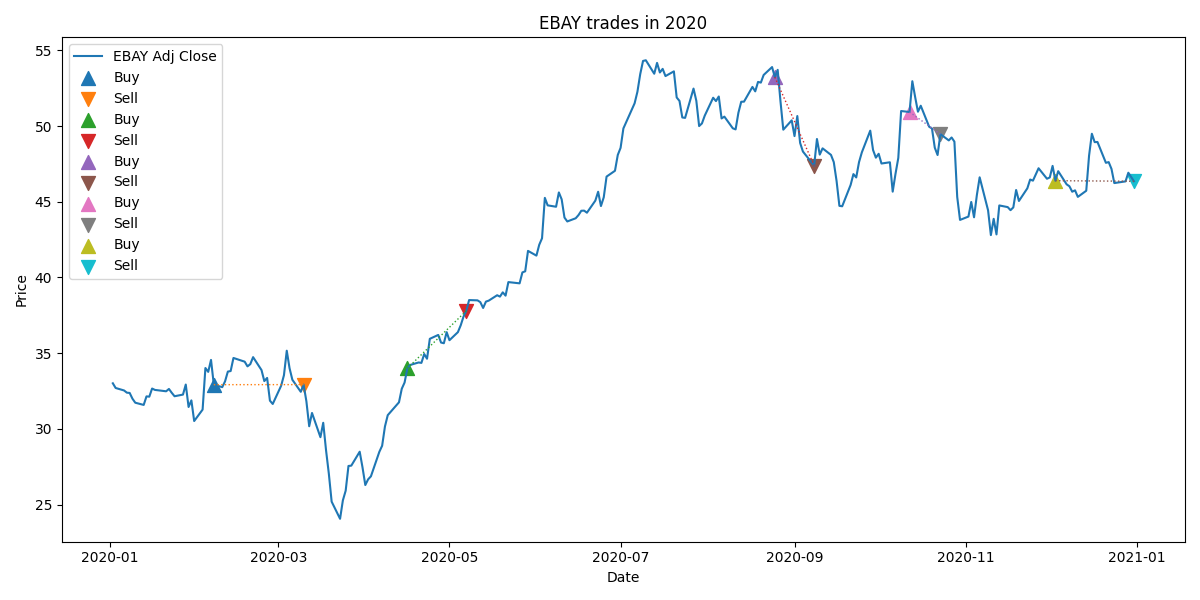 EBAY trades in 2020
EBAY Adj Close
Buy
Sell
Buy
Sell
Buy
Sell
Buy
Sell
Buy
Sell
Price
55
50
45
40
35
30
25
2020-01
2020-03
2020-05
2020-07
2020-09
2020-11
2021-01
Date